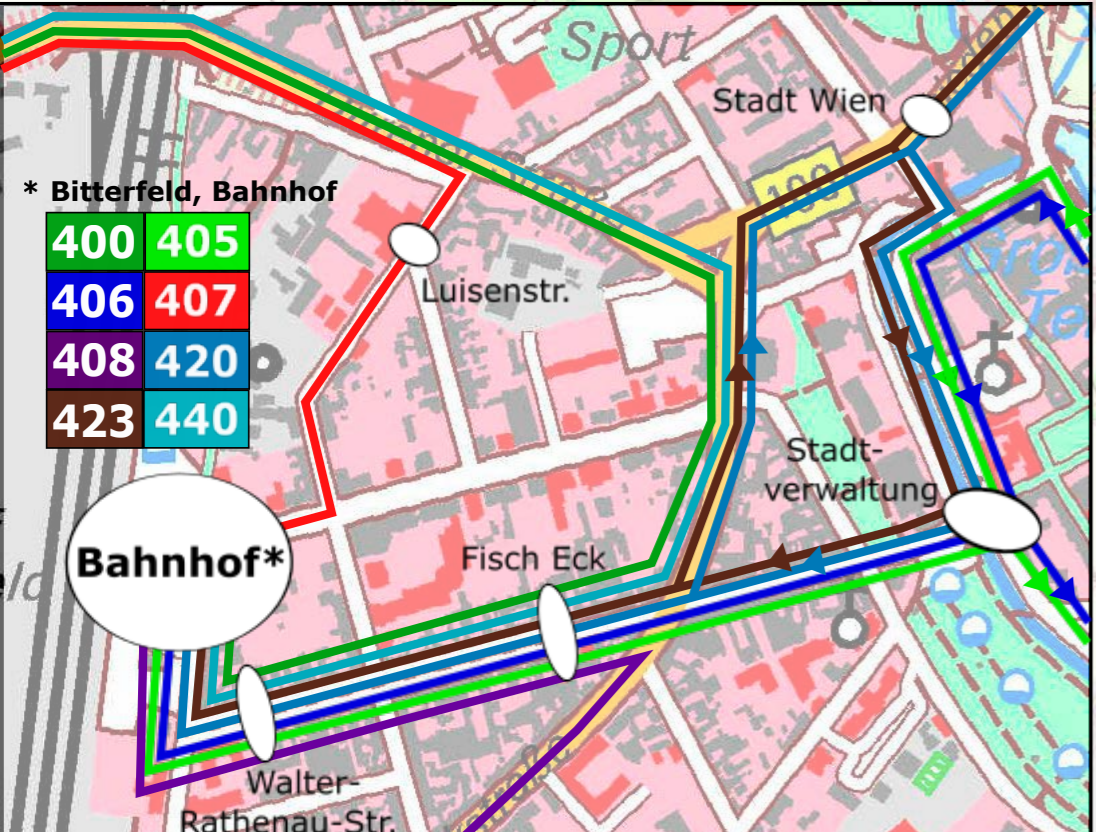 Sport
Stadt Wien
100
* Bitterfeld, Bahnhof
400 405
406 407
408 420
423 440
Luisenstr.
Stadt-
verwaltung
Bahnhof*
Fisch Eck
Walter-
Rathenau-Str.